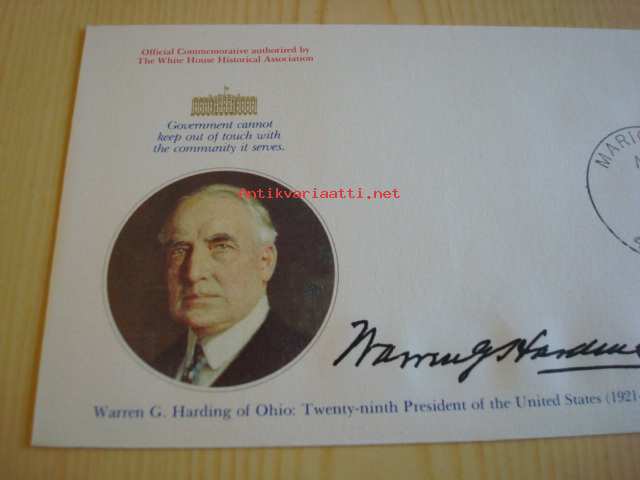 Official Commemorative authorized by
The White House Historical Association
Government cannot
keep out of touch with
the community it serves.
Antikvariaatti.net
Warren G Harding
Warren G. Harding of Ohio: Twenty-ninth President of the United States (1921-